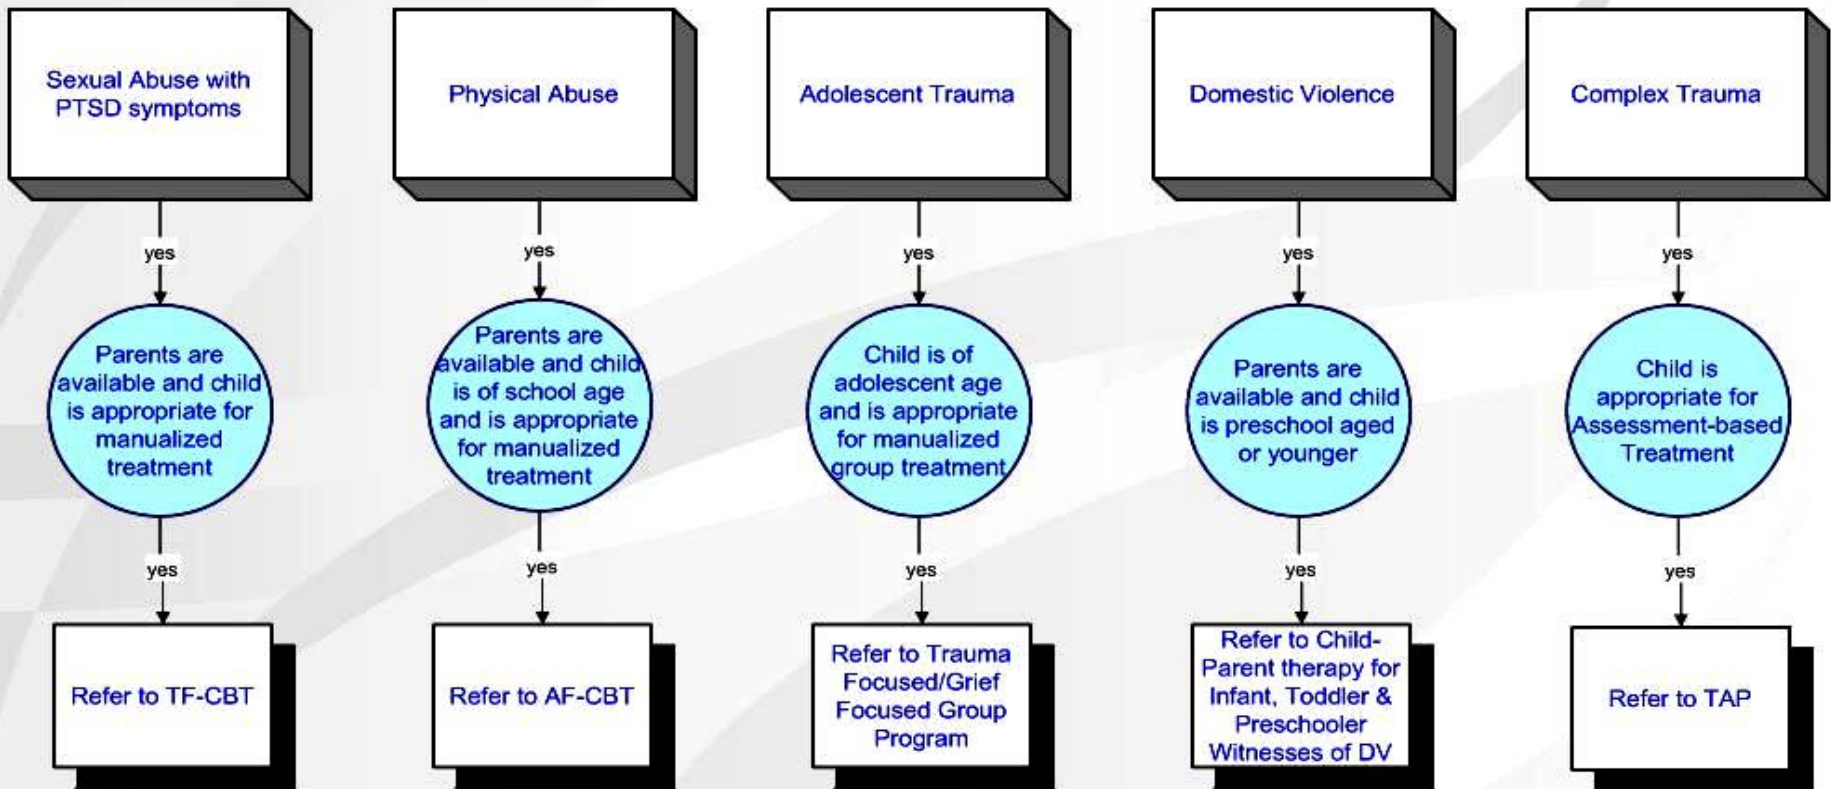 Sexual Abuse with
PTSD symptoms
Physical Abuse
Adolescent Trauma
Domestic Violence
Complex Trauma
yes
yes
yes
yes
yes
Parents are
available and child
is appropriate for
manualized
treatment
Parents are
available and child
is of school age
and is appropriate
for manualized
treatment
Child is of
adolescent age
and is appropriate
for manualized
group treatment
Parents are
available and child
is preschool aged
or younger
Child is
appropriate for
Assessment-based
Treatment
yes
yes
yes
yes
yes
Refer to TF-CBT
Refer to AF-CBT
Refer to Trauma
Focused/Grief
Focused Group
Program
Refer to Child-
Parent therapy for
Infant, Toddler &
Preschooler
Witnesses of DV
Refer to TAP